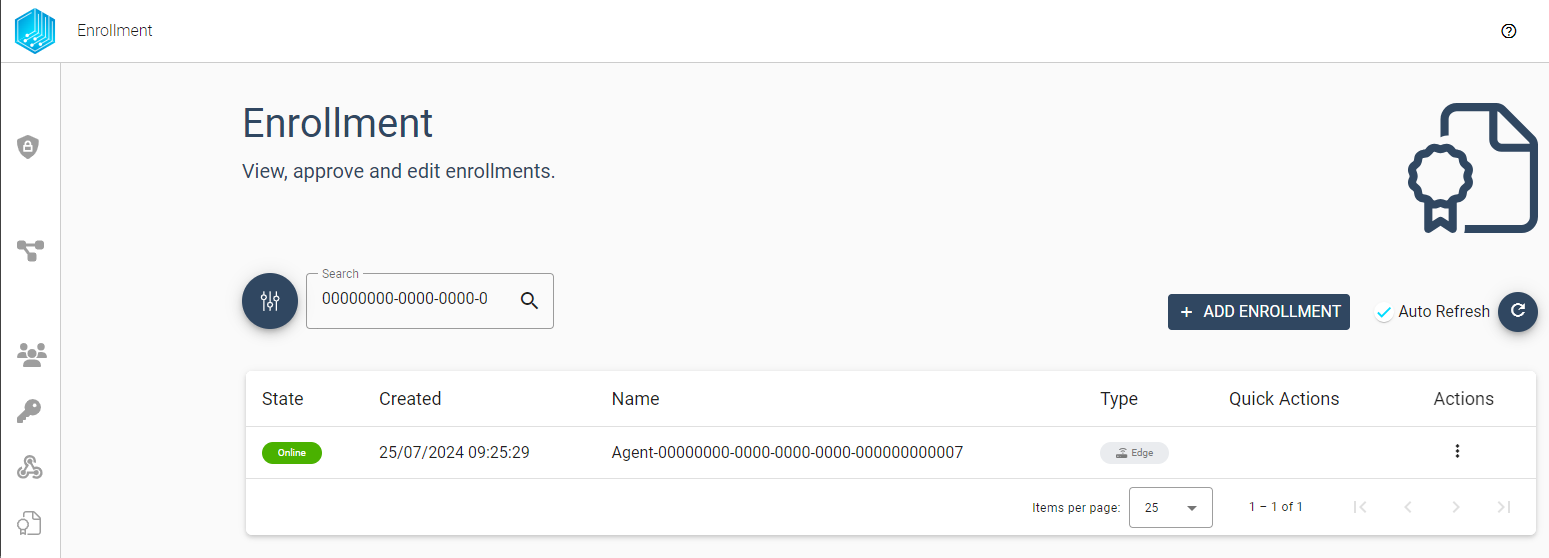 Enrollment
Enrollment
View, approve and edit enrollments.
Search
00000000-0000-0000-0
+ ADD ENROLLMENT
Auto Refresh
State Created Name Type Quick Actions Actions
Online 25/07/2024 09:25:29 Agent-00000000-0000-0000-0000-000000000007 Edge
Items per page: 25 1 – 1 of 1